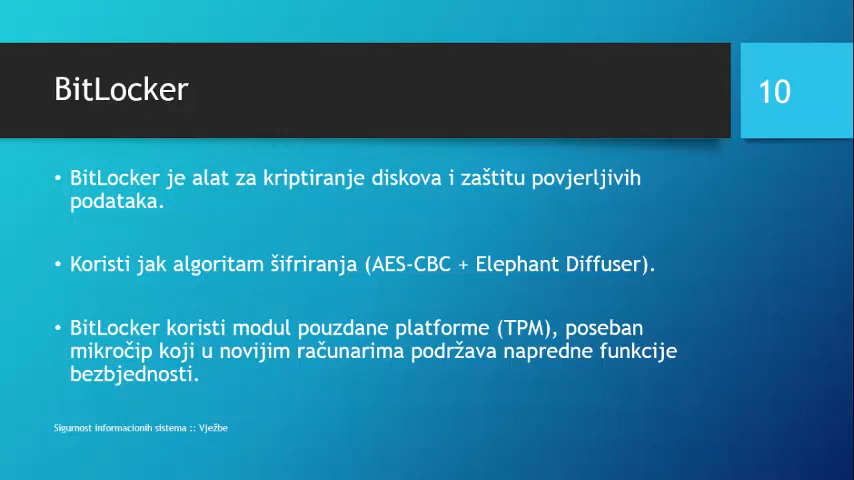 BitLocker
10
• BitLocker je alat za kriptiranje diskova i zaštitu povjerljivih
podataka.
• Koristi jak algoritam šifriranja (AES-CBC + Elephant Diffuser).
• BitLocker koristi modul pouzdane platforme (TPM), poseban
mikročip koji u novijim računarima podržava napredne funkcije
bezbjednosti.
Sigurnost informacionih sistema :: Vježbe